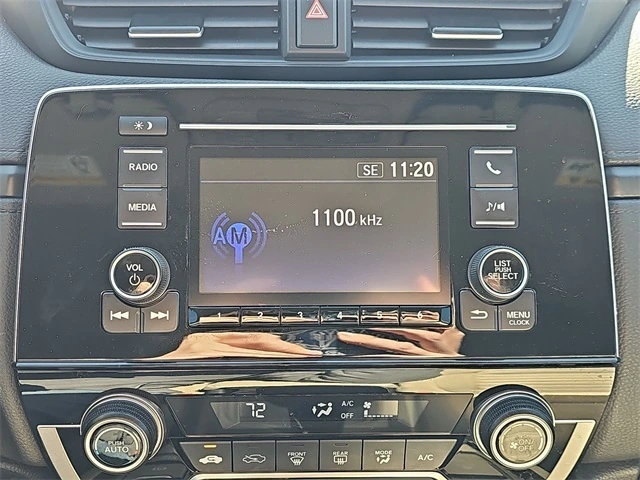 SE 11:20
RADIO
MEDIA
1100 kHz
AM
VOL
LIST
PUSH
SELECT
1 2 3 4 5 6
MENU
CLOCK
72
A/C
OFF
PUSH
AUTO
ON/OFF
FRONT
REAR
MODE
A/C